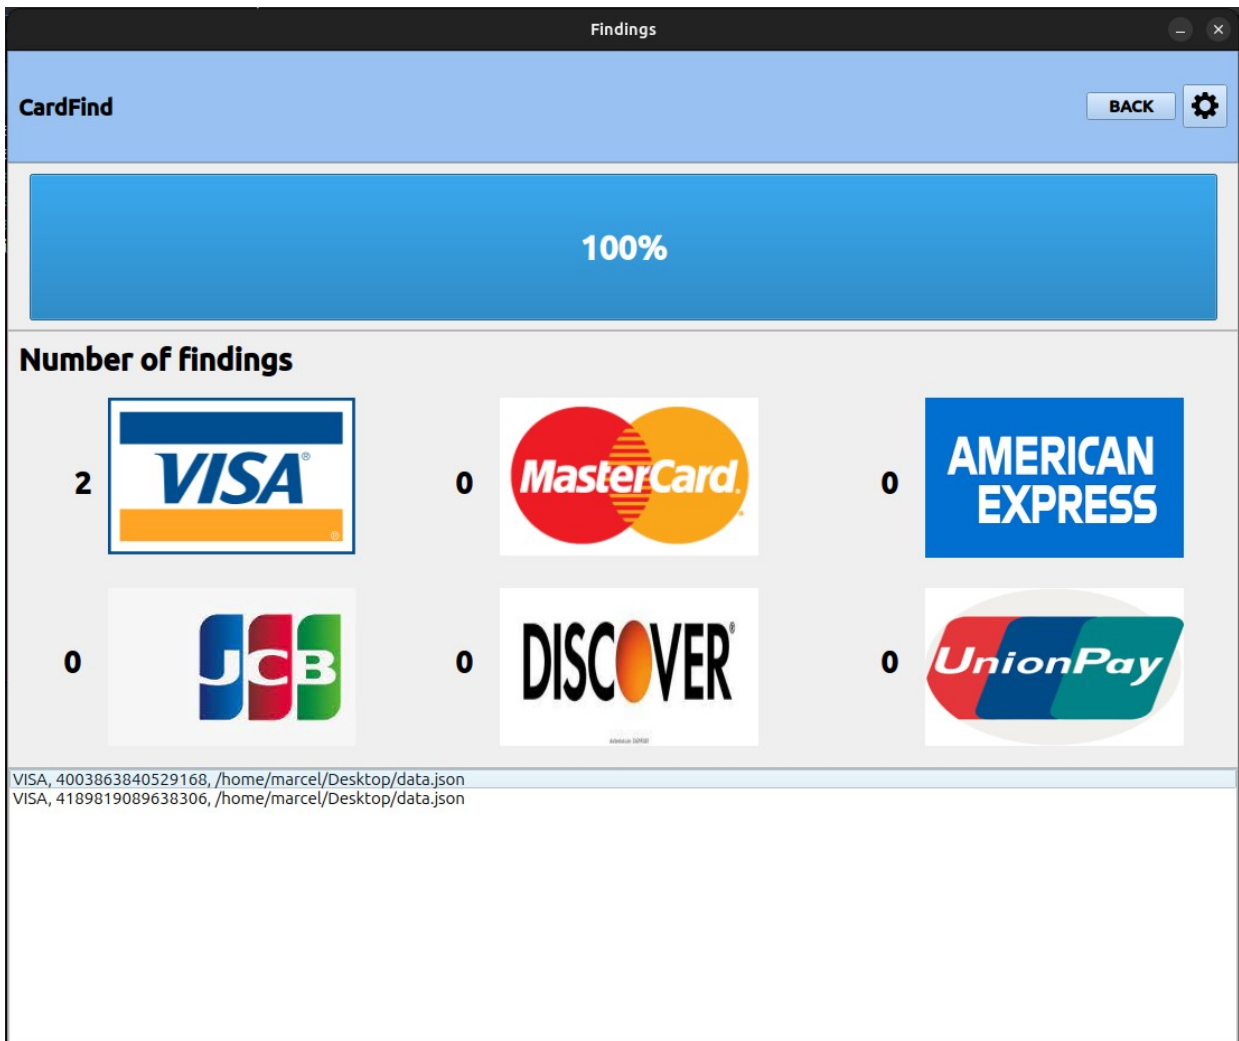 Findings
CardFind
BACK
100%
Number of findings
2
VISA®
®
0
MasterCard®
0
AMERICAN
EXPRESS
0
JCB
0
DISCOVER®
0
UnionPay
VISA, 4003863840529168, /home/marcel/Desktop/data.json
VISA, 4189819089638306, /home/marcel/Desktop/data.json